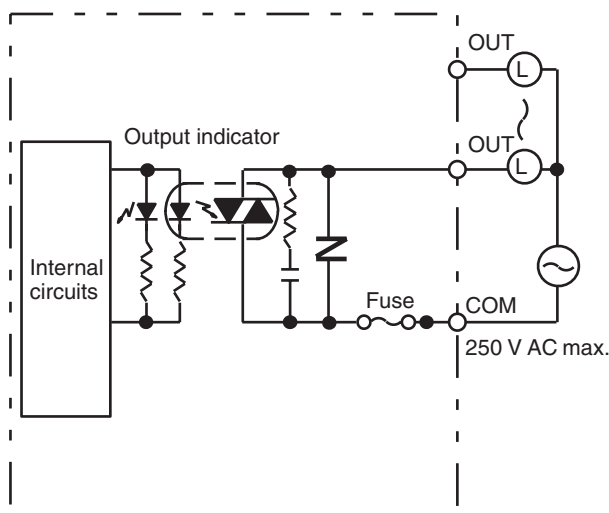 OUT
L
Output indicator
OUT
L
Internal
circuits
Fuse
COM
250 V AC max.